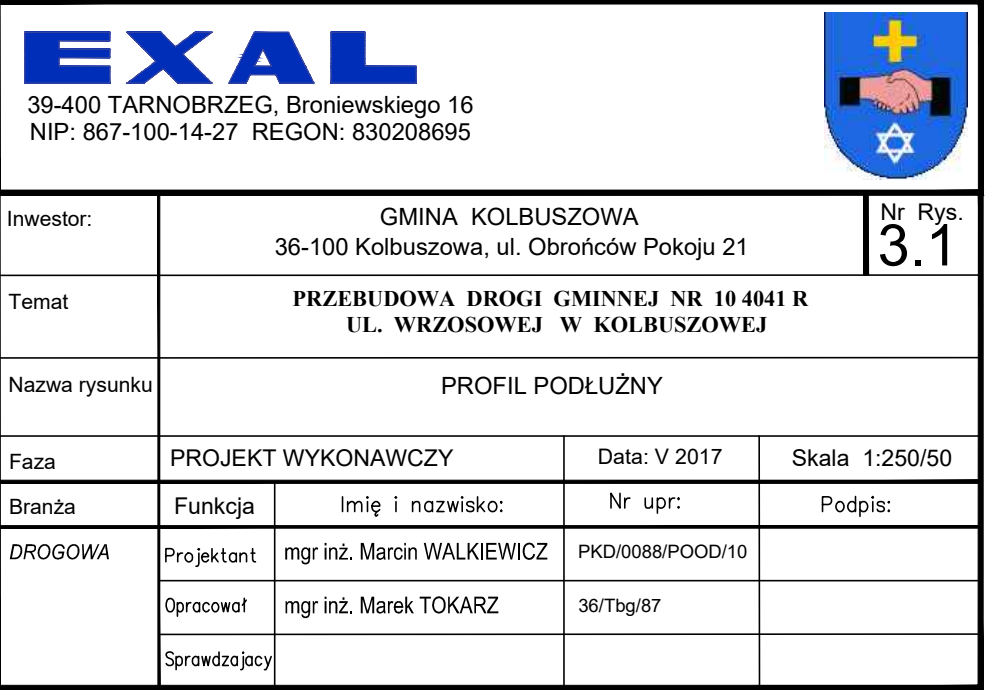 EXAL
39-400 TARNOBRZEG, Broniewskiego 16
NIP: 867-100-14-27 REGON: 830208695
Inwestor:
GMINA KOLBUSZOWA
36-100 Kolbuszowa, ul. Obrońców Pokoju 21
Nr Rys.
3.1
Temat
PRZEBUDOWA DROGI GMINNEJ NR 10 4041 R
UL. WRZOSOWEJ W KOLBUSZOWEJ
Nazwa rysunku
PROFIL PODŁUŻNY
Faza
PROJEKT WYKONAWCZY
Data: V 2017
Skala 1:250/50
Branża
Funkcja
Imię i nazwisko:
Nr upr:
Podpis:
DROGOWA
Projektant
mgr inż. Marcin WALKIEWICZ
PKD/0088/POOD/10
Opracował
mgr inż. Marek TOKARZ
36/Tbg/87
Sprawdzajacy